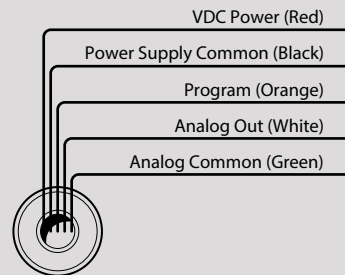 VDC Power (Red)
Power Supply Common (Black)
Program (Orange)
Analog Out (White)
Analog Common (Green)